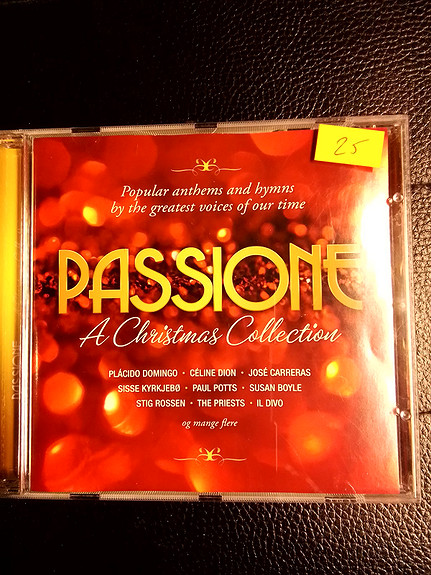 25
Popular anthems and hymns
by the greatest voices of our time
PASSIONE
A Christmas Collection
PLÁCIDO DOMINGO • CÉLINE DION • JOSÉ CARRERAS
SISSE KYRKJEBØ • PAUL POTTS • SUSAN BOYLE
STIG ROSSEN • THE PRIESTS • IL DIVO
og mange flere
PASSIONE